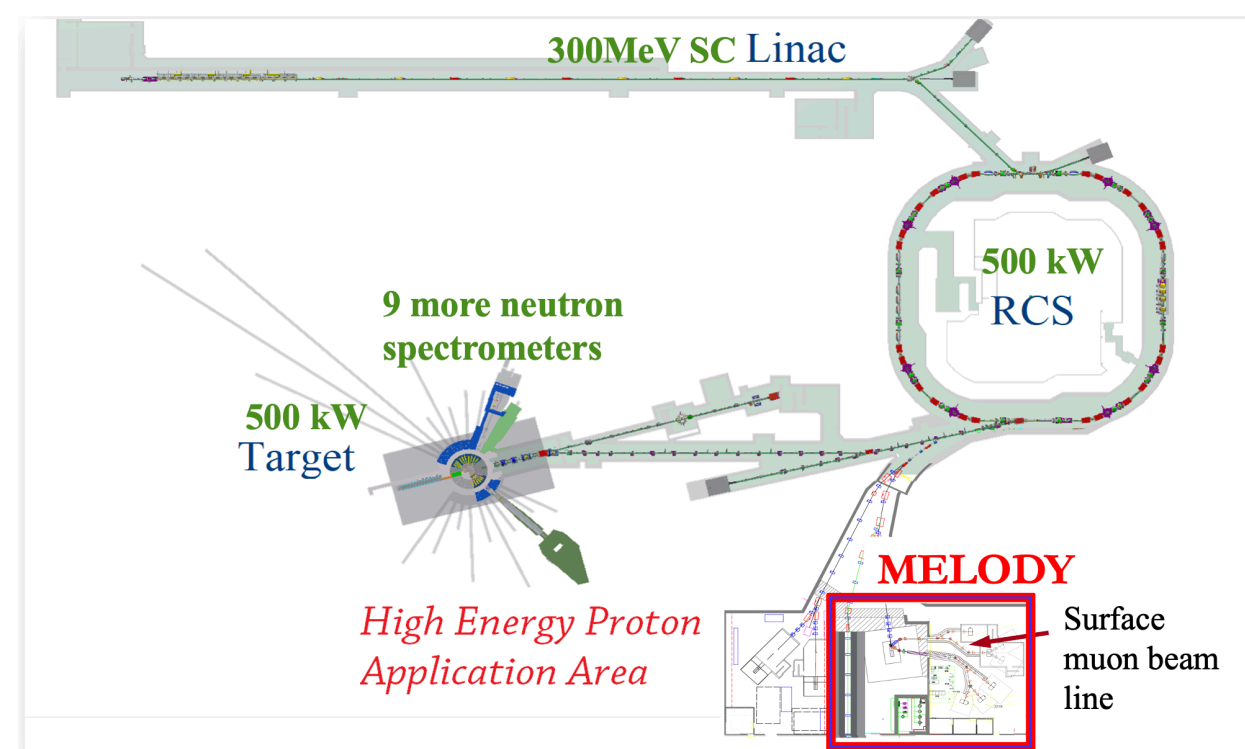 300MeV SC Linac
500 kW
RCS
9 more neutron
spectrometers
500 kW
Target
MELODY
High Energy Proton
Application Area
Surface
muon beam
line